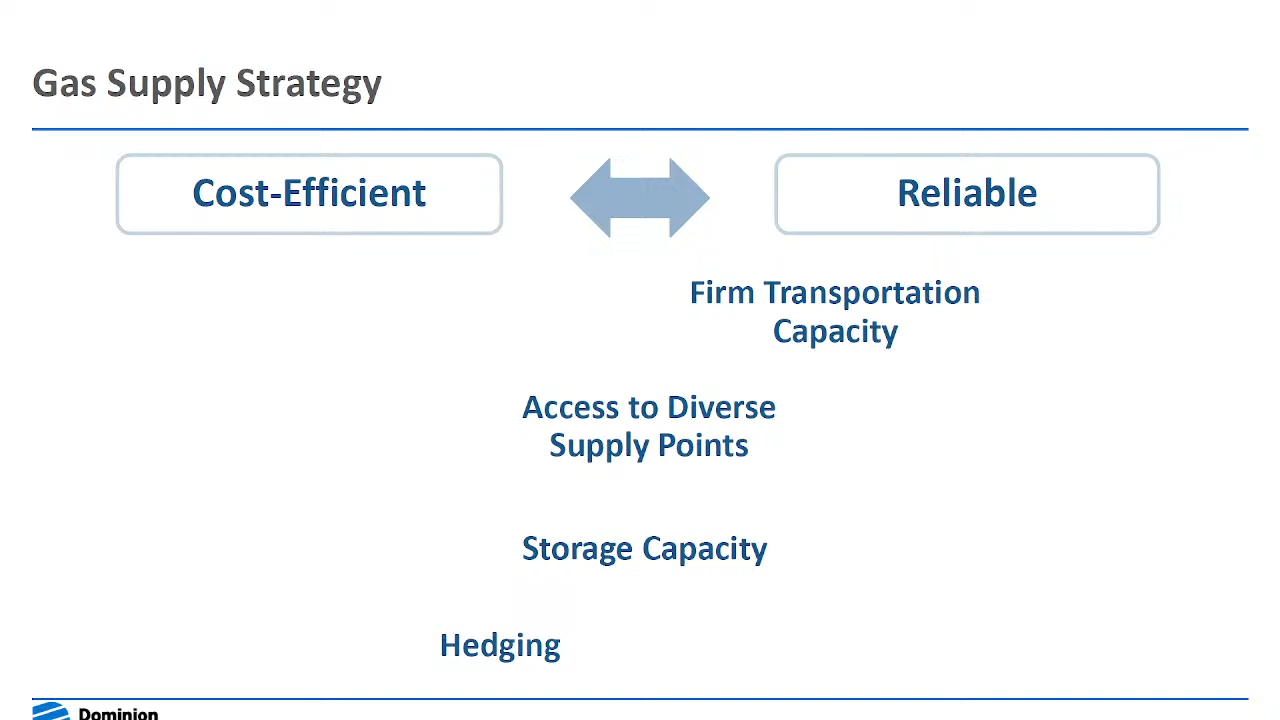 Gas Supply Strategy
Cost-Efficient
Reliable
Firm Transportation
Capacity
Access to Diverse
Supply Points
Storage Capacity
Hedging
Dominion